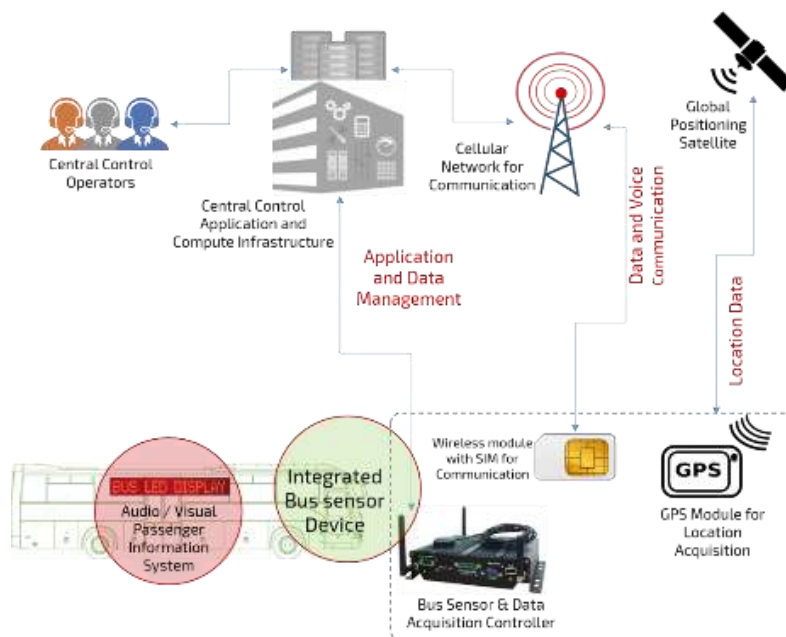 Global
Positioning
Satellite
Central Control
Operators
Cellular
Network for
Communication
Central Control
Application and
Compute Infrastructure
Application
and Data
Management
Data and Voice
Communication
Location Data
Wireless module
with SIM for
Communication
GPS
GPS Module for
Location
Acquisition
Integrated
Bus sensor
Device
BUS LED DISPLAY
Audio / Visual
Passenger
Information
System
Bus Sensor & Data
Acquisition Controller